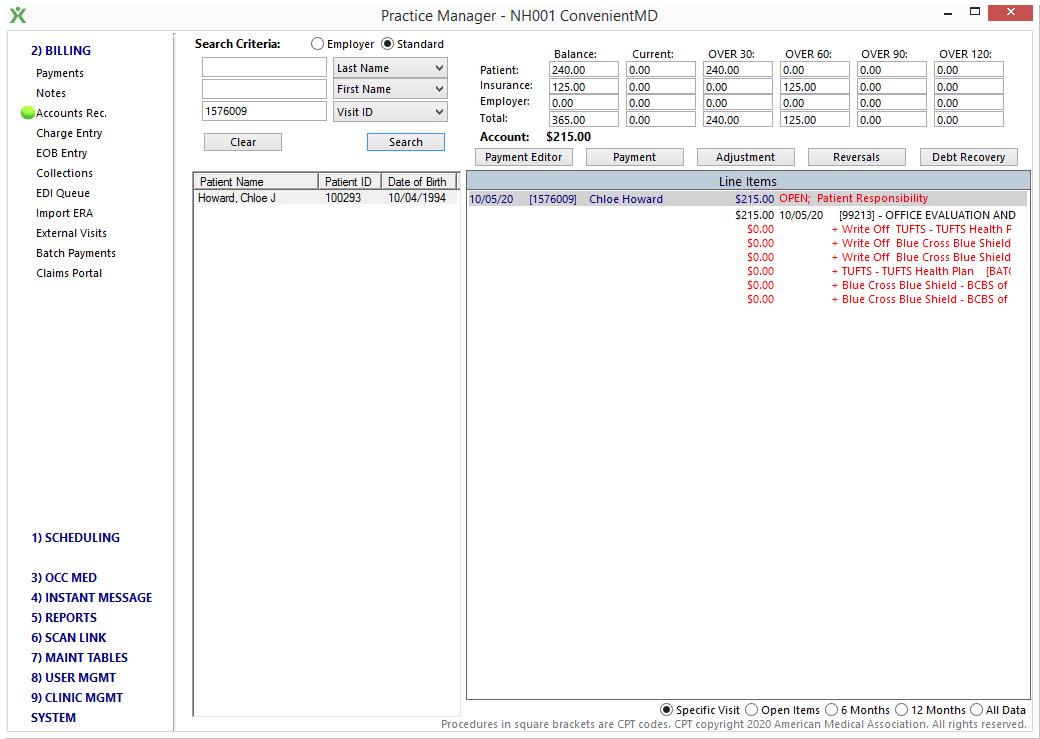 Practice Manager - NH001 ConvenientMD
2) BILLING
Payments
Notes
Accounts Rec.
Charge Entry
EOB Entry
Collections
EDI Queue
Import ERA
External Visits
Batch Payments
Claims Portal
1) SCHEDULING
3) OCC MED
4) INSTANT MESSAGE
5) REPORTS
6) SCAN LINK
7) MAINT TABLES
8) USER MGMT
9) CLINIC MGMT
SYSTEM
Search Criteria: Employer Standard
Last Name
First Name
1576009 Visit ID
Clear Search
Patient Name Patient ID Date of Birth
Howard, Chloe J 100293 10/04/1994
Balance: Current: OVER 30: OVER 60: OVER 90: OVER 120:
Patient: 240.00 0.00 240.00 0.00 0.00 0.00
Insurance: 125.00 0.00 0.00 125.00 0.00 0.00
Employer: 0.00 0.00 0.00 0.00 0.00 0.00
Total: 365.00 0.00 240.00 125.00 0.00 0.00
Account: $215.00
Payment Editor Payment Adjustment Reversals Debt Recovery
Line Items
10/05/20 [1576009] Chloe Howard $215.00 OPEN; Patient Responsibility
$215.00 10/05/20 [99213] - OFFICE EVALUATION AND
$0.00 + Write Off TUFTS - TUFTS Health P
$0.00 + Write Off Blue Cross Blue Shield
$0.00 + Write Off Blue Cross Blue Shield
$0.00 + TUFTS - TUFTS Health Plan [BATC
$0.00 + Blue Cross Blue Shield - BCBS of
$0.00 + Blue Cross Blue Shield - BCBS of
Specific Visit Open Items 6 Months 12 Months All Data
Procedures in square brackets are CPT codes. CPT copyright 2020 American Medical Association. All rights reserved.